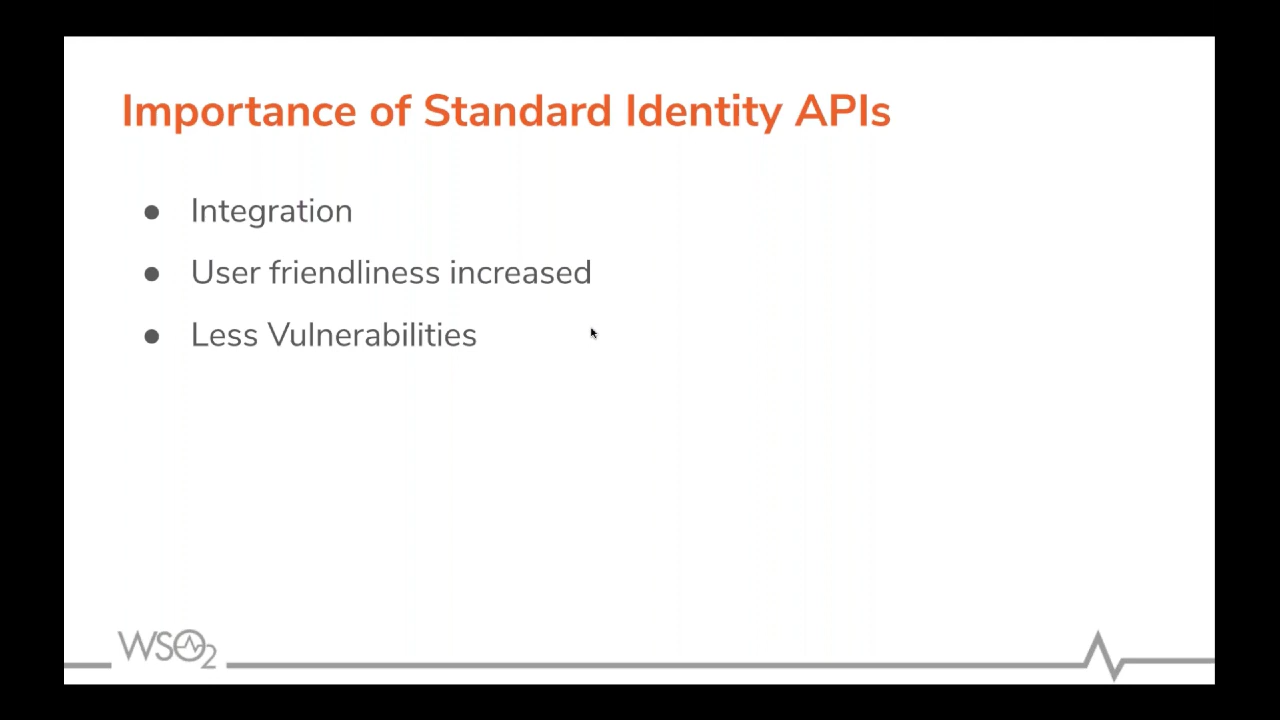 Importance of Standard Identity APIs
● Integration
● User friendliness increased
● Less Vulnerabilities
WSO2